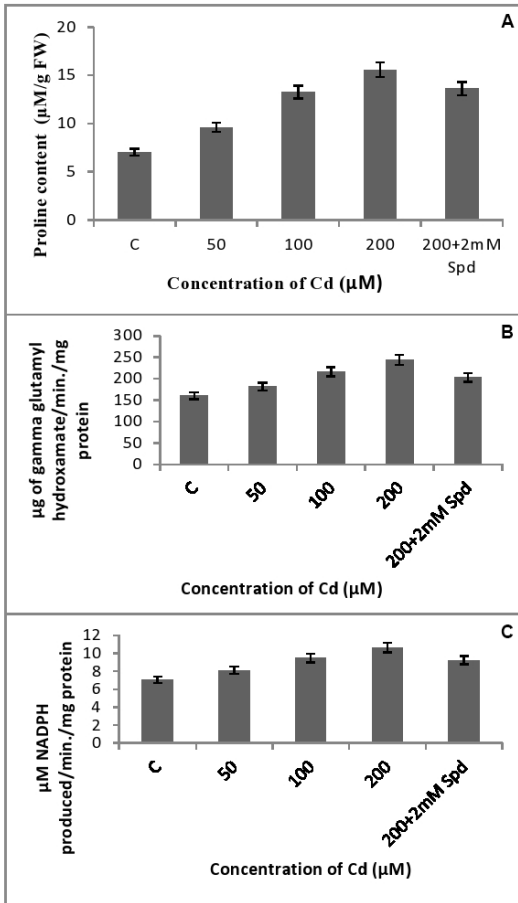 A
Proline content (µM/g FW)
20
15
10
5
0
C 50 100 200 200+2mM
Spd
Concentration of Cd (µM)
B
µg of gamma glutamyl
hydroxamate/min./mg
protein
300
250
200
150
100
50
0
C 50 100 200 200+2mM Spd
Concentration of Cd (µM)
C
µM NADPH
produced/min./mg protein
12
10
8
6
4
2
0
C 50 100 200 200+2mM Spd
Concentration of Cd (µM)